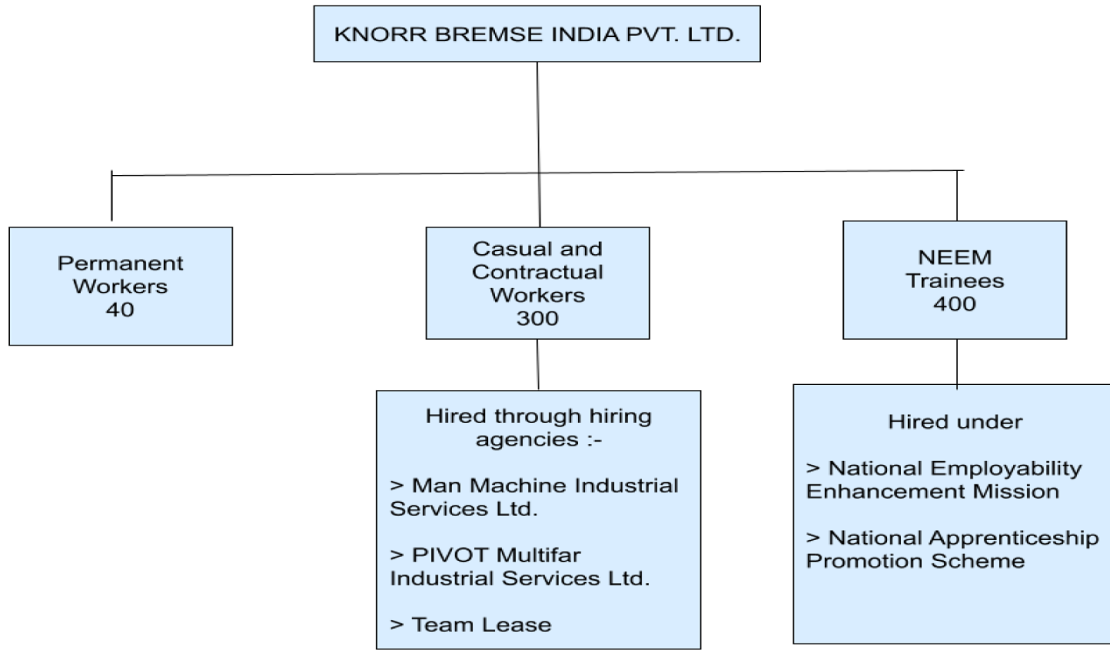 KNORR BREMSE INDIA PVT. LTD.
Permanent
Workers
40
Casual and
Contractual
Workers
300
NEEM
Trainees
400
Hired through hiring
agencies :-
> Man Machine Industrial
Services Ltd.
> PIVOT Multifar
Industrial Services Ltd.
> Team Lease
Hired under
> National Employability
Enhancement Mission
> National Apprenticeship
Promotion Scheme